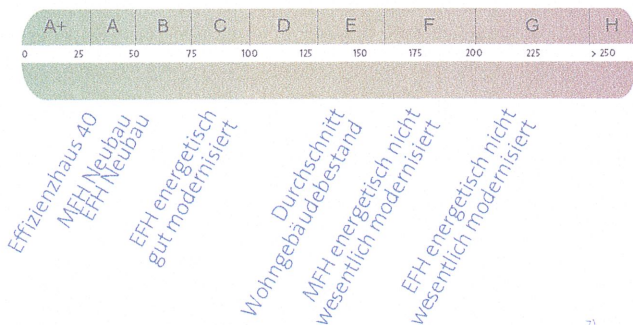 A+ A B C D E F G H
0 25 50 75 100 125 150 175 200 225 > 250
Effizienzhaus 40
MFH Neubau
EFH Neubau
EFH energetisch
gut modernisiert
Durchschnitt
Wohngebäudebestand
MFH energetisch nicht
wesentlich modernisiert
EFH energetisch nicht
wesentlich modernisiert